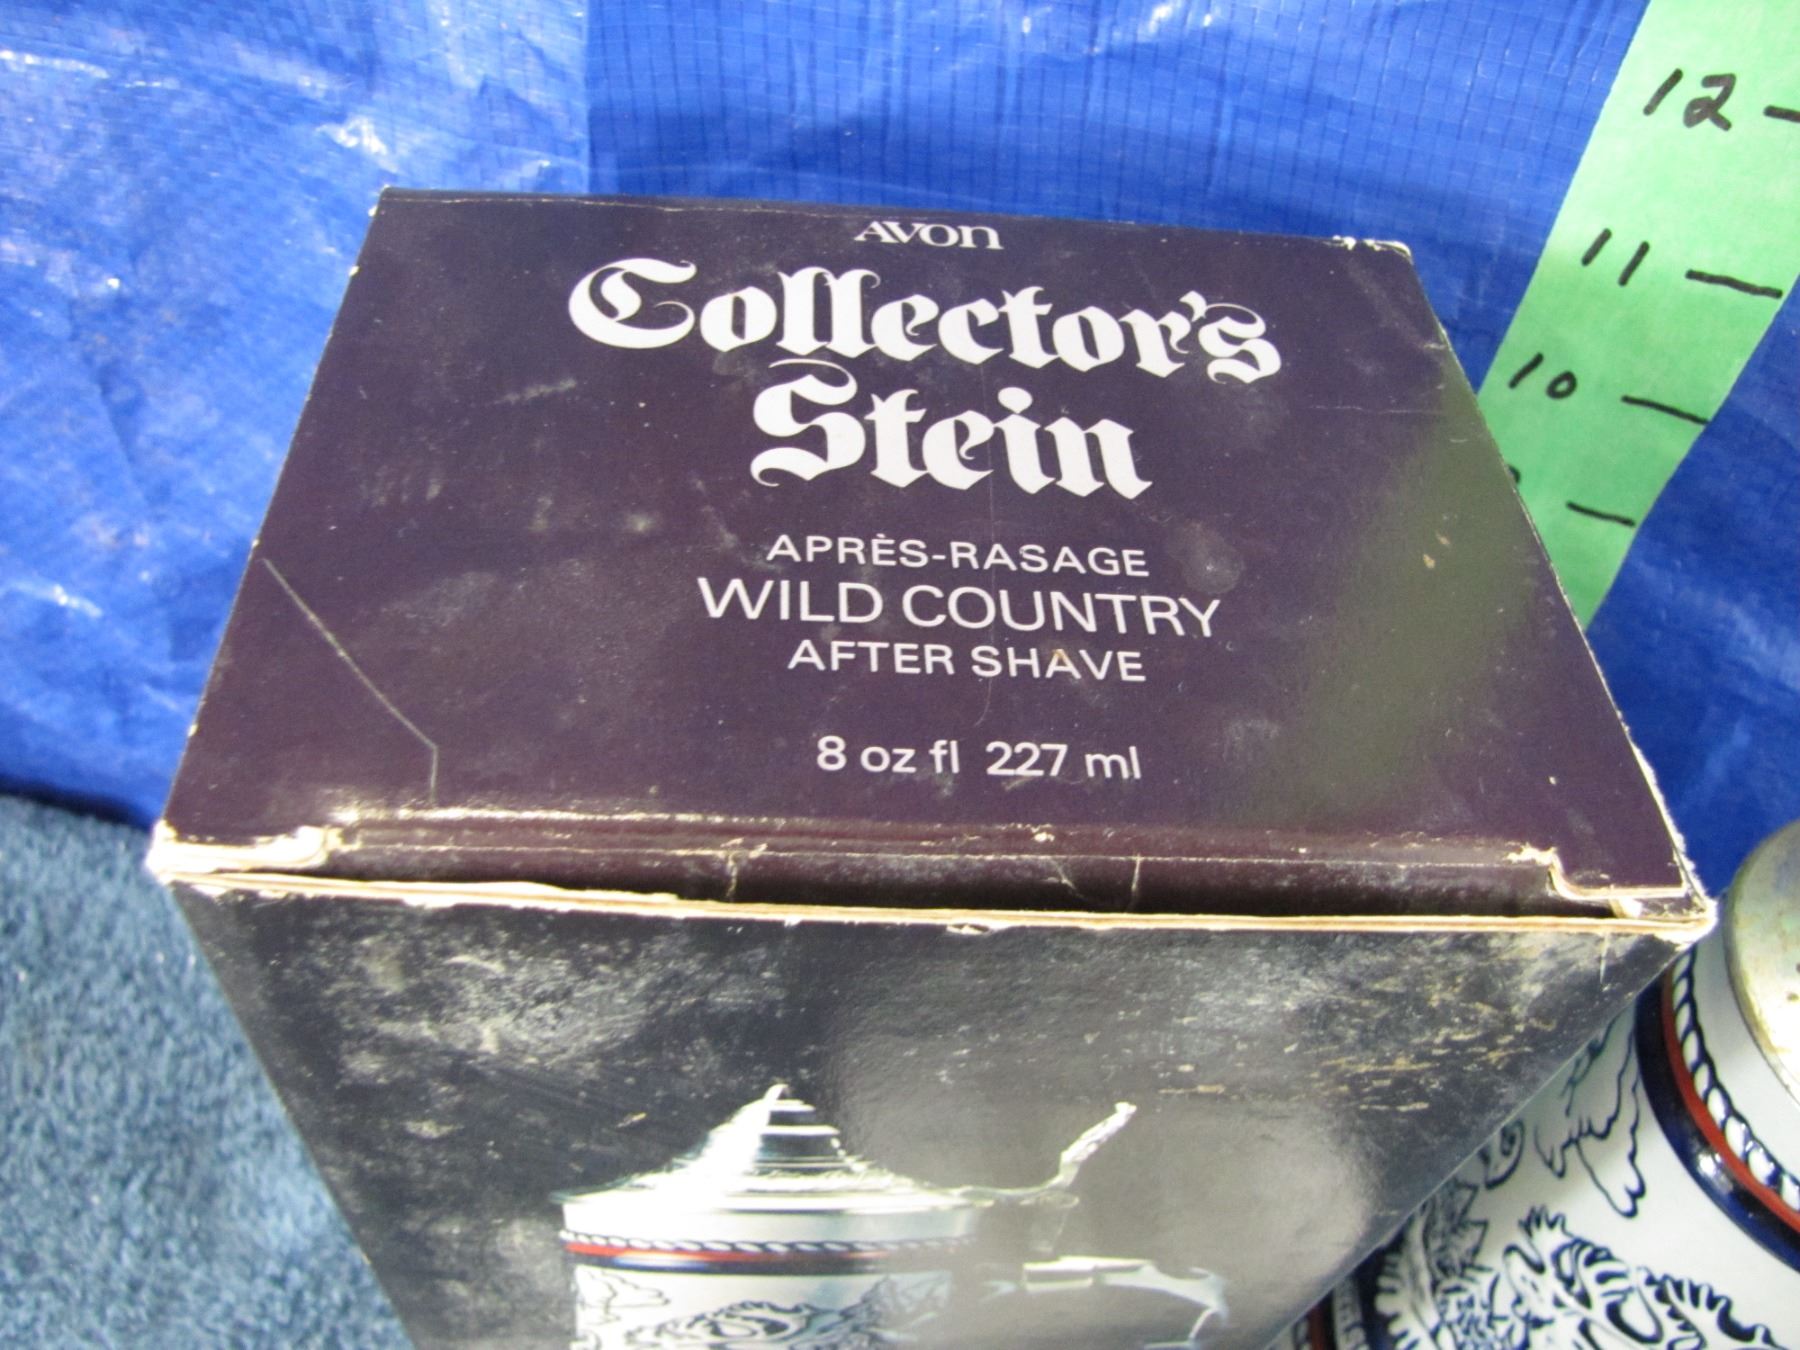 AVON
Collector's
Stein
APRÈS-RASAGE
WILD COUNTRY
AFTER SHAVE
8 oz fl 227 ml
12
11
10